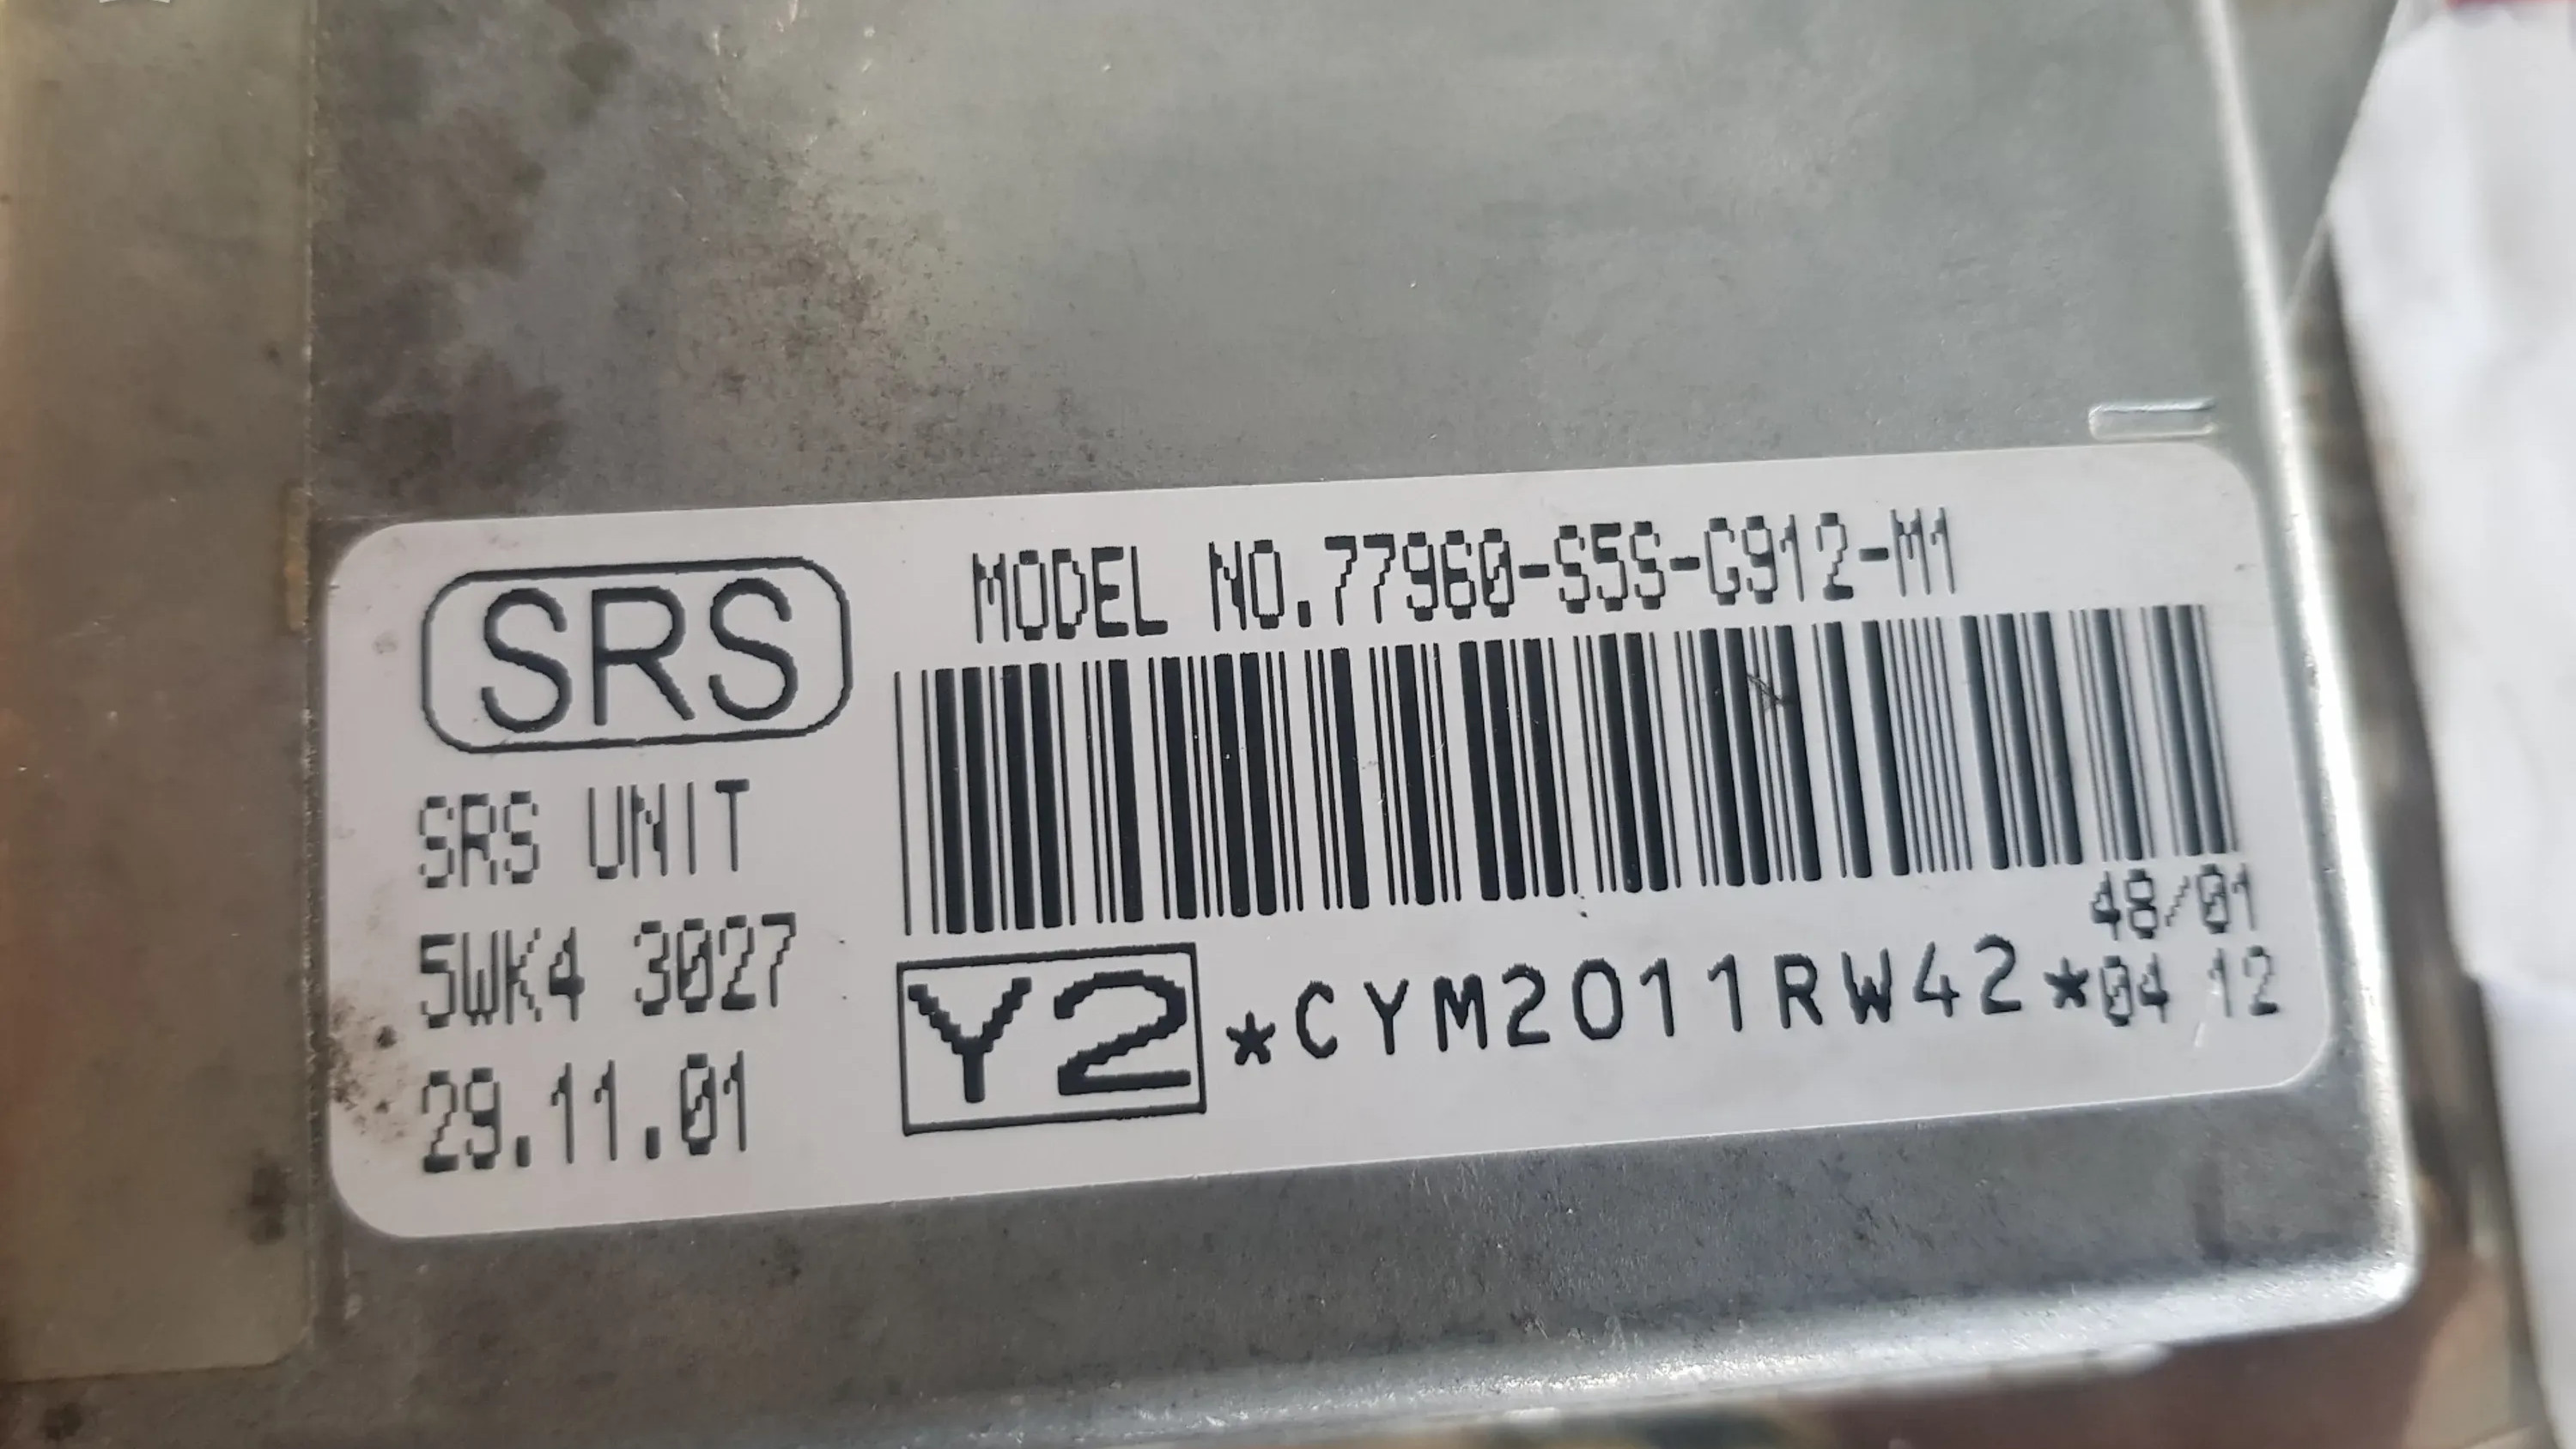 SRS
MODEL NO.77960-S5S-G912-M1
SRS UNIT
5WK4 3027
29.11.01
48/01
Y2 *CYM2011RW42*04 12